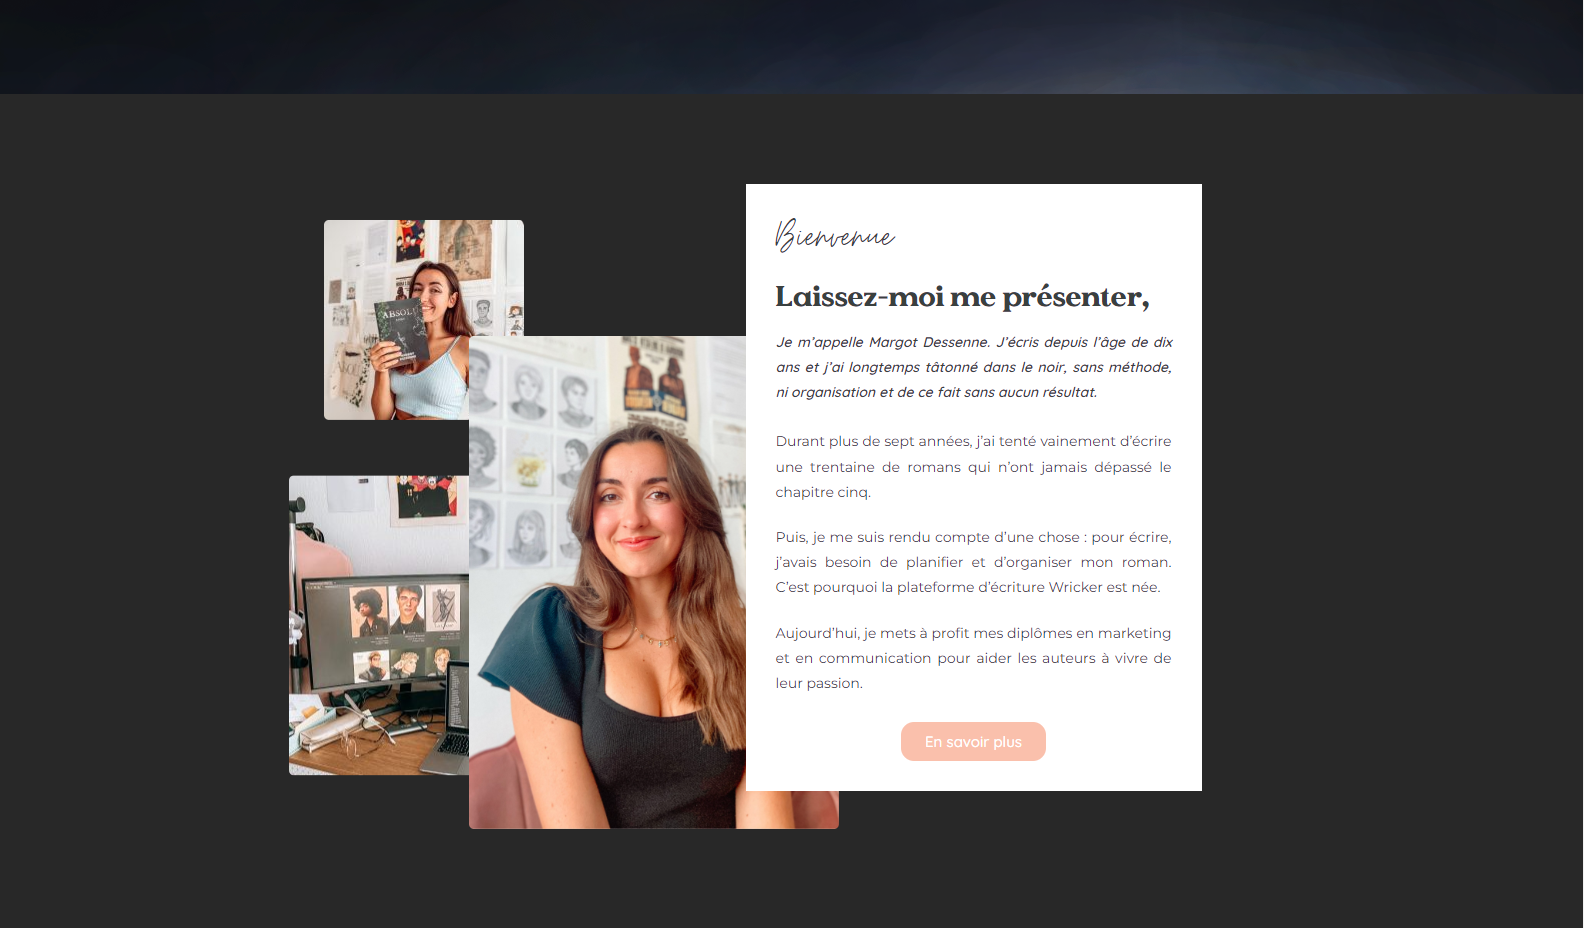 ABSOLU
Bienvenue
Laissez-moi me présenter,
Je m'appelle Margot Dessenne. J'écris depuis l'âge de dix
ans et j'ai longtemps tâtonné dans le noir, sans méthode,
ni organisation et de ce fait sans aucun résultat.
Durant plus de sept années, j'ai tenté vainement d'écrire
une trentaine de romans qui n'ont jamais dépassé le
chapitre cinq.
Puis, je me suis rendu compte d'une chose : pour écrire,
j'avais besoin de planifier et d'organiser mon roman.
C'est pourquoi la plateforme d'écriture Wricker est née.
Aujourd'hui, je mets à profit mes diplômes en marketing
et en communication pour aider les auteurs à vivre de
leur passion.
En savoir plus